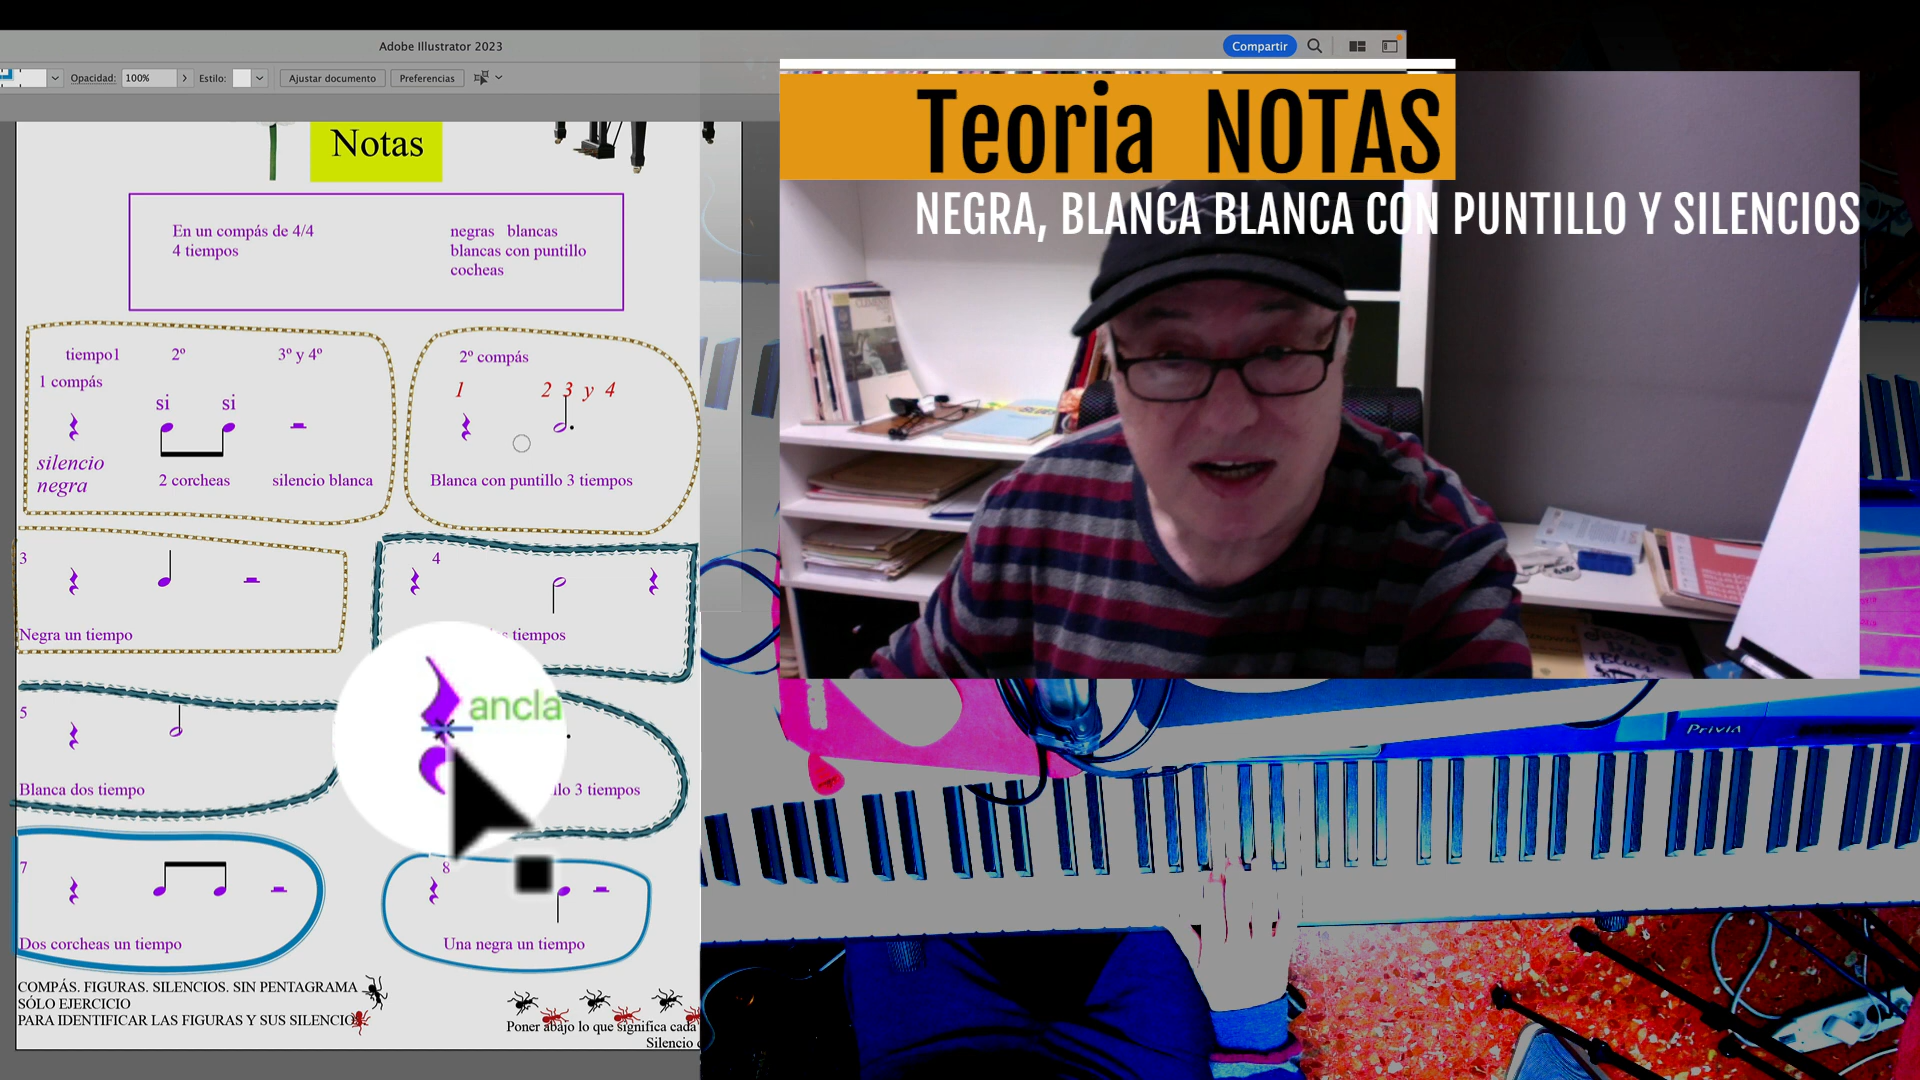 Adobe Illustrator 2023
Compartir
Opacidad: 100% Estilo: Ajustar documento Preferencias
Teoria NOTAS
NEGRA, BLANCA BLANCA CON PUNTILLO Y SILENCIOS
Notas
En un compás de 4/4
4 tiempos
negras blancas
blancas con puntillo
cocheas
tiempo1 2º 3º y 4º
1 compás
si si
silencio
negra
2 corcheas
silencio blanca
2º compás
1 2 3 y 4
Blanca con puntillo 3 tiempos
3
Negra un tiempo
4
tiempos
5
Blanca dos tiempo
ancla
3 tiempos
7
Dos corcheas un tiempo
8
Una negra un tiempo
COMPÁS. FIGURAS. SILENCIOS. SIN PENTAGRAMA
SÓLO EJERCICIO
PARA IDENTIFICAR LAS FIGURAS Y SUS SILENCIO
Poner abajo lo que significa cada
Silencio
Privia